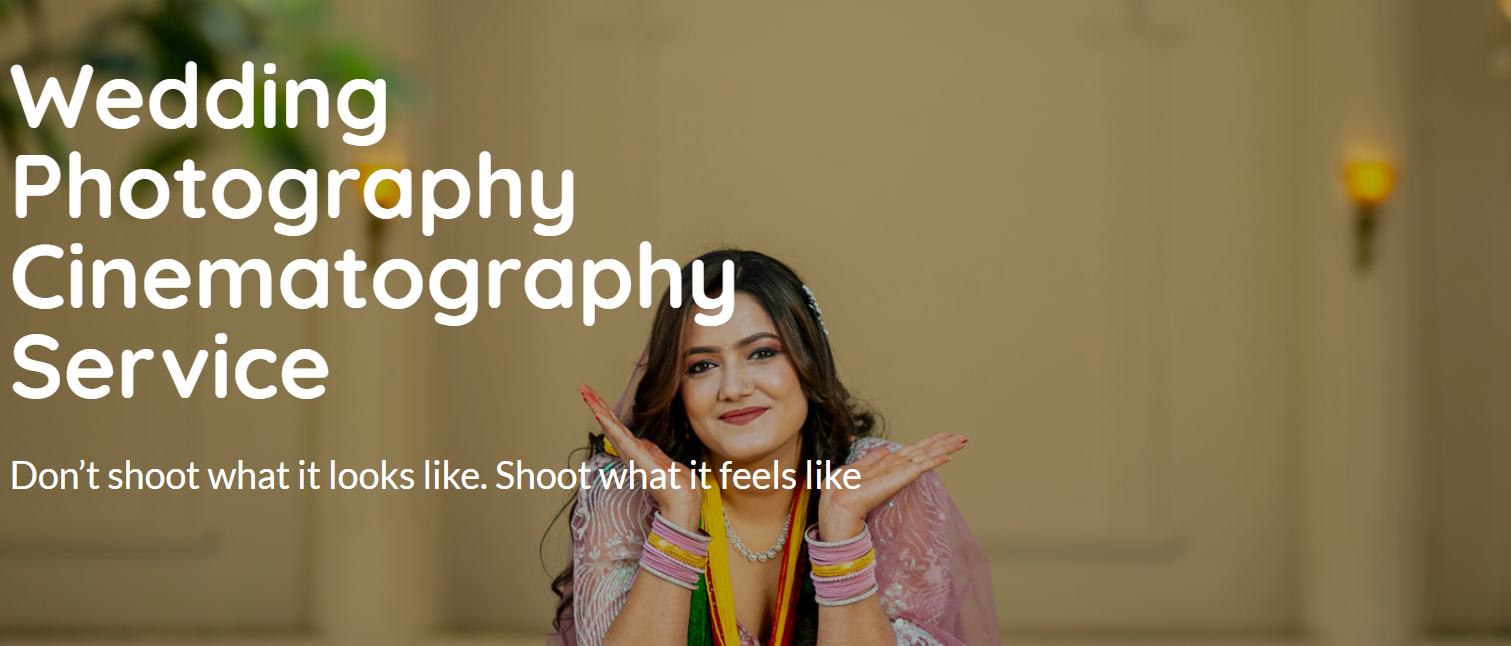 Wedding
Photography
Cinematography
Service
Don’t shoot what it looks like. Shoot what it feels like